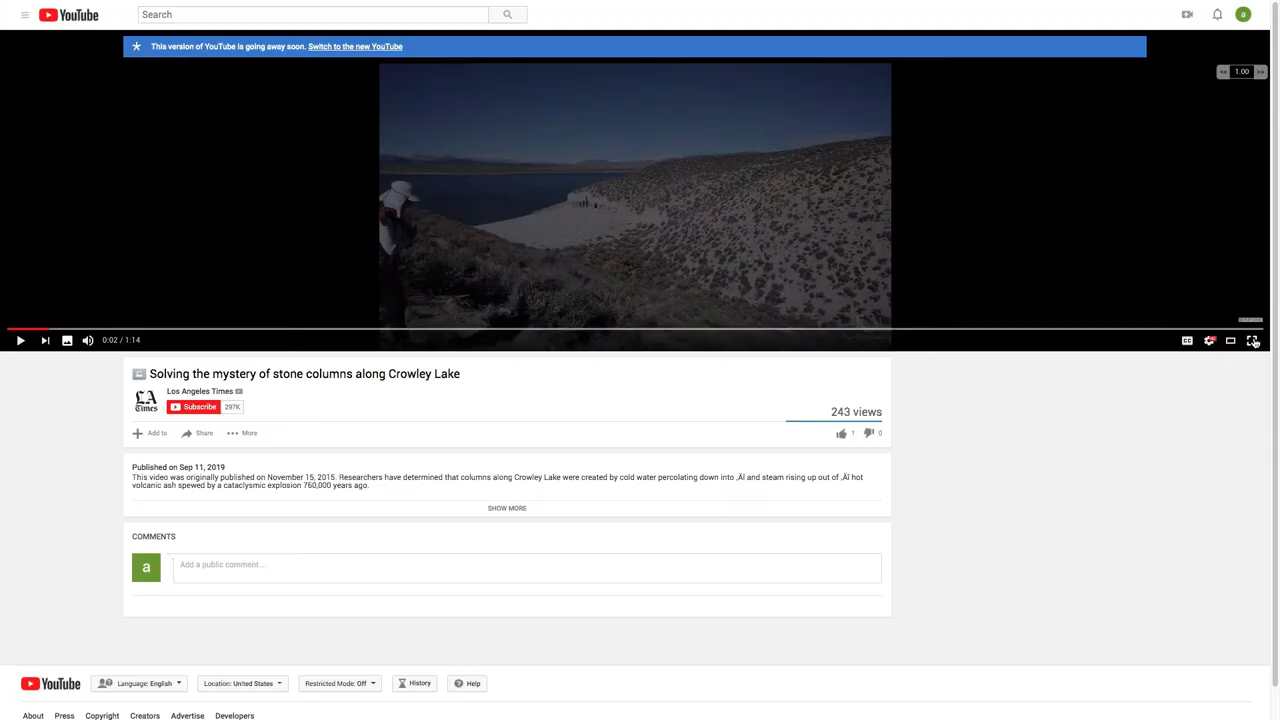 YouTube
Search
a
This version of YouTube is going away soon. Switch to the new YouTube
<< 1.00 >>
0:02 / 1:14
CC
Solving the mystery of stone columns along Crowley Lake
LA Times
Los Angeles Times
Subscribe 297K
243 views
Add to Share More
1 0
Published on Sep 11, 2019
This video was originally published on November 15, 2015. Researchers have determined that columns along Crowley Lake were created by cold water percolating down into ‚Äî and steam rising up out of ‚Äî hot
volcanic ash spewed by a cataclysmic explosion 760,000 years ago.
SHOW MORE
COMMENTS
a
Add a public comment...
YouTube Language: English Location: United States Restricted Mode: Off History Help
About Press Copyright Creators Advertise Developers